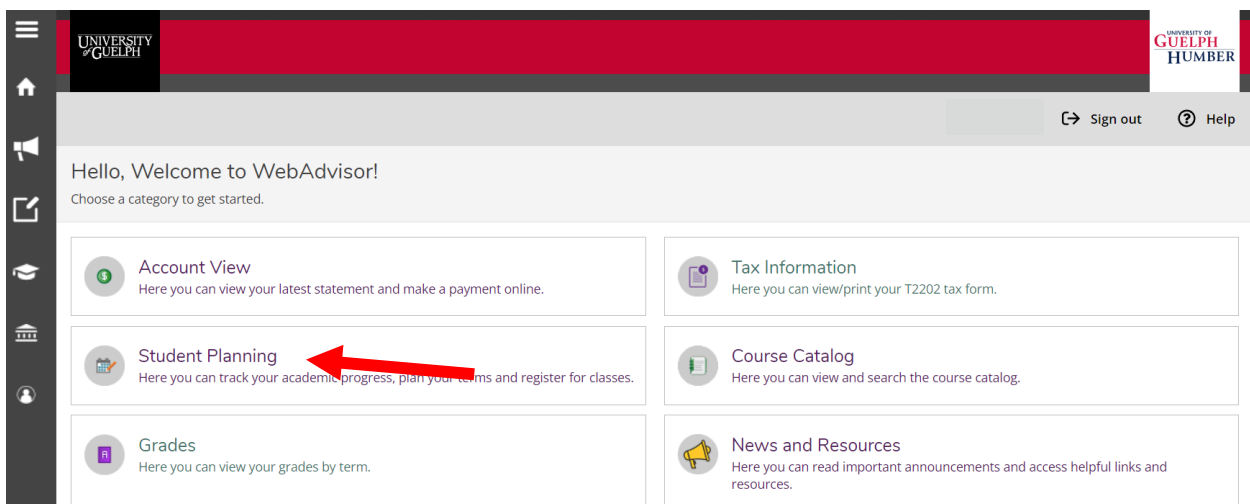 UNIVERSITY
of GUELPH
UNIVERSITY OF
GUELPH
HUMBER
Sign out
Help
Hello, Welcome to WebAdvisor!
Choose a category to get started.
Account View
Here you can view your latest statement and make a payment online.
Tax Information
Here you can view/print your T2202 tax form.
Student Planning
Here you can track your academic progress, plan your terms and register for classes.
Course Catalog
Here you can view and search the course catalog.
Grades
Here you can view your grades by term.
News and Resources
Here you can read important announcements and access helpful links and
resources.